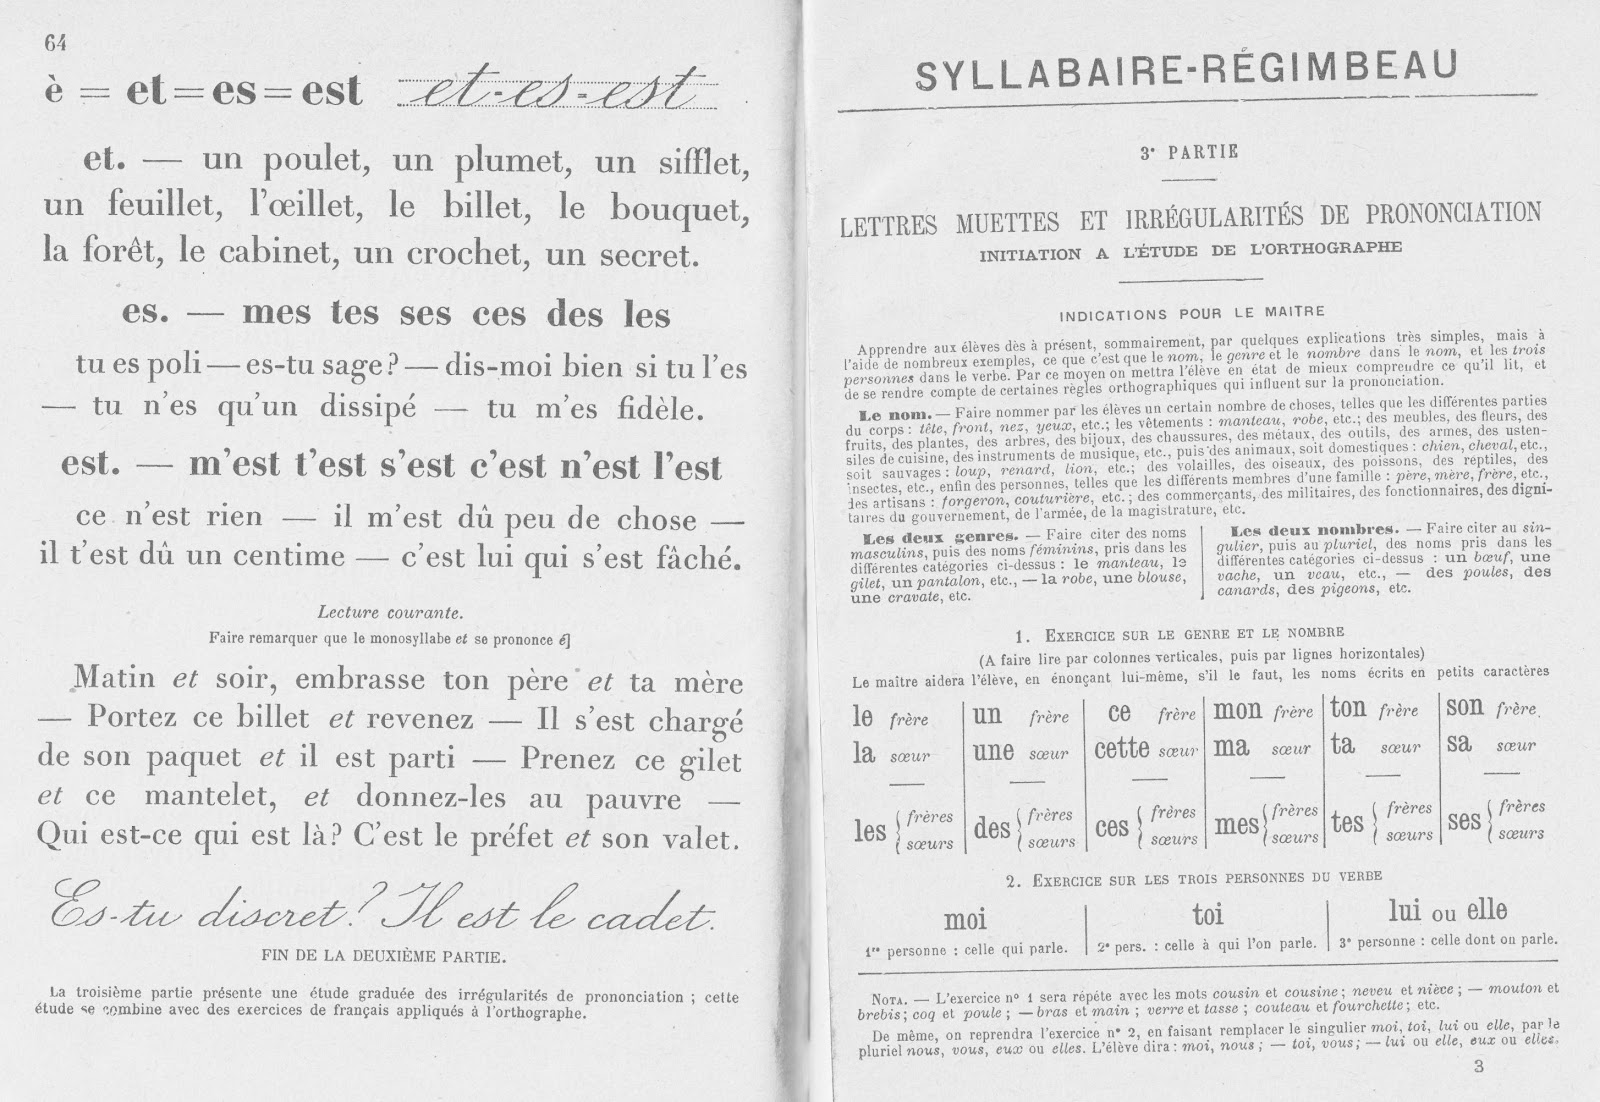 64
è = et = es = est et-es-est
et. — un poulet, un plumet, un sifflet,
un feuillet, l'œillet, le billet, le bouquet,
la forêt, le cabinet, un crochet, un secret.
es. — mes tes ses ces des les
tu es poli — es-tu sage ? — dis-moi bien si tu l'es
— tu n'es qu'un dissipé — tu m'es fidèle.
est. — m'est t'est s'est c'est n'est l'est
ce n'est rien — il m'est dû peu de chose —
il t'est dû un centime — c'est lui qui s'est fâché.
Lecture courante.
Faire remarquer que le monosyllabe et se prononce é]
Matin et soir, embrasse ton père et ta mère
— Portez ce billet et revenez — Il s'est chargé
de son paquet et il est parti — Prenez ce gilet
et ce mantelet, et donnez-les au pauvre —
Qui est-ce qui est là ? C'est le préfet et son valet.
Es-tu discret ? Il est le cadet.
FIN DE LA DEUXIÈME PARTIE.
La troisième partie présente une étude graduée des irrégularités de prononciation ; cette
étude se combine avec des exercices de français appliqués à l'orthographe.
SYLLABAIRE-RÉGIMBEAU
3e PARTIE
LETTRES MUETTES ET IRRÉGULARITÉS DE PRONONCIATION
INITIATION A L'ÉTUDE DE L'ORTHOGRAPHE
INDICATIONS POUR LE MAITRE
Apprendre aux élèves dès à présent, sommairement, par quelques explications très simples, mais à
l'aide de nombreux exemples, ce que c'est que le nom, le genre et le nombre dans le nom, et les trois
personnes dans le verbe. Par ce moyen on mettra l'élève en état de mieux comprendre ce qu'il lit, et
de se rendre compte de certaines règles orthographiques qui influent sur la prononciation.
Le nom. — Faire nommer par les élèves un certain nombre de choses, telles que les différentes parties
du corps : tête, front, nez, yeux, etc.; les vêtements : manteau, robe, etc.; des meubles, des fleurs, des
fruits, des plantes, des arbres, des bijoux, des chaussures, des métaux, des outils, des armes, des usten-
siles de cuisine, des instruments de musique, etc., puis des animaux, soit domestiques : chien, cheval, etc.,
soit sauvages : loup, renard, lion, etc.; des volailles, des oiseaux, des poissons, des reptiles, des
insectes, etc., enfin des personnes, telles que les différents membres d'une famille : père, mère, frère, etc.,
des artisans : forgeron, couturière, etc. ; des commerçants, des militaires, des fonctionnaires, des digni-
taires du gouvernement, de l'armée, de la magistrature, etc.
Les deux genres. — Faire citer des noms
masculins, puis des noms féminins, pris dans les
différentes catégories ci-dessus : le manteau, le
gilet, un pantalon, etc., — la robe, une blouse,
une cravate, etc.
Les deux nombres. — Faire citer au sin-
gulier, puis au pluriel, des noms pris dans les
différentes catégories ci-dessus : un bœuf, une
vache, un veau, etc., — des poules, des
canards, des pigeons, etc.
1. EXERCICE SUR LE GENRE ET LE NOMBRE
(A faire lire par colonnes verticales, puis par lignes horizontales)
Le maître aidera l'élève, en énonçant lui-même, s'il le faut, les noms écrits en petits caractères
le frère un frère ce frère mon frère ton frère son frère
la sœur une sœur cette sœur ma sœur ta sœur sa sœur
les { frères des { frères ces { frères mes { frères tes { frères ses { frères
sœurs sœurs sœurs sœurs sœurs sœurs
2. EXERCICE SUR LES TROIS PERSONNES DU VERBE
moi toi lui ou elle
1re personne : celle qui parle. 2e pers. : celle à qui l'on parle. 3e personne : celle dont on parle.
NOTA. — L'exercice no 1 sera répété avec les mots cousin et cousine ; neveu et nièce ; — mouton et
brebis ; coq et poule ; — bras et main ; verre et tasse ; couteau et fourchette ; etc.
De même, on reprendra l'exercice n° 2, en faisant remplacer le singulier moi, toi, lui ou elle, par le
pluriel nous, vous, eux ou elles. L'élève dira : moi, nous ; — toi, vous ; — lui ou elle, eux ou elles.
3